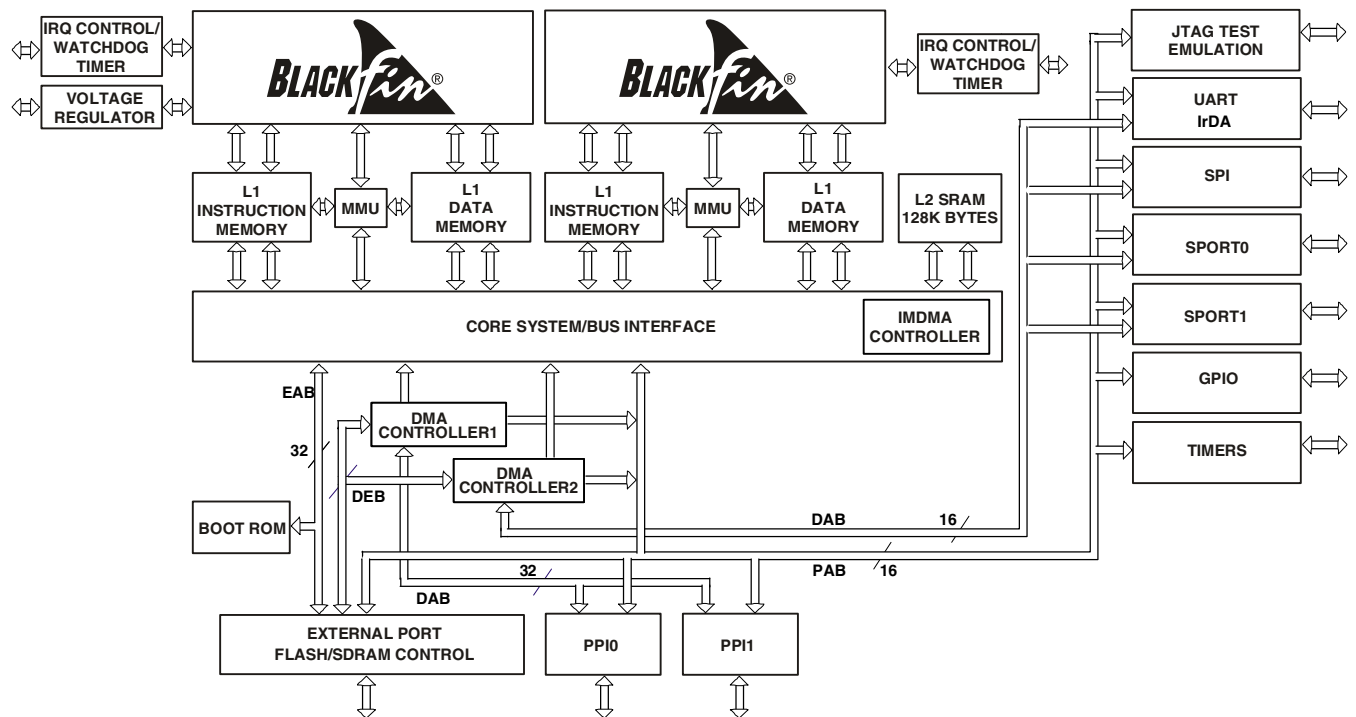 IRQ CONTROL/
WATCHDOG
TIMER
VOLTAGE
REGULATOR
BLACKfin®
BLACKfin®
IRQ CONTROL/
WATCHDOG
TIMER
JTAG TEST
EMULATION
UART
IrDA
SPI
SPORT0
SPORT1
GPIO
TIMERS
L1
INSTRUCTION
MEMORY
MMU
L1
DATA
MEMORY
L1
INSTRUCTION
MEMORY
MMU
L1
DATA
MEMORY
L2 SRAM
128K BYTES
CORE SYSTEM/BUS INTERFACE
IMDMA
CONTROLLER
EAB
32
DMA
CONTROLLER1
DMA
CONTROLLER2
DEB
BOOT ROM
DAB
16
PAB
16
32
DAB
EXTERNAL PORT
FLASH/SDRAM CONTROL
PPI0
PPI1